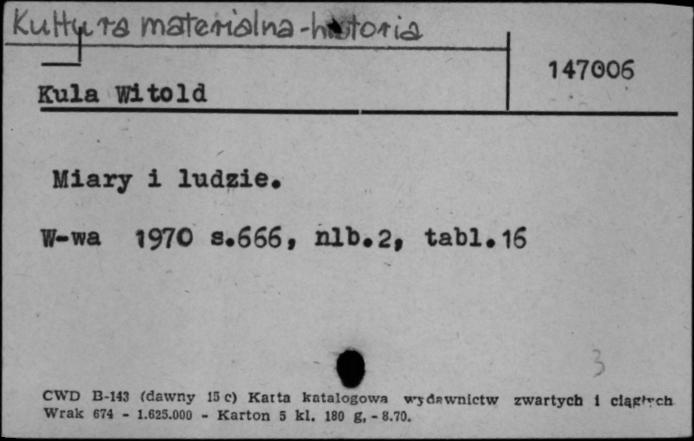 Kultura materialna-historia
147006
Kula Witold
Miary i ludzie.
W-wa 1970 s.666, nlb.2, tabl.16
3
CWD B-143 (dawny 15 c) Karta katalogowa wydawnictw zwartych i ciągłych
Wrak 674 - 1.625.000 - Karton 5 kl. 180 g. - 8.70.